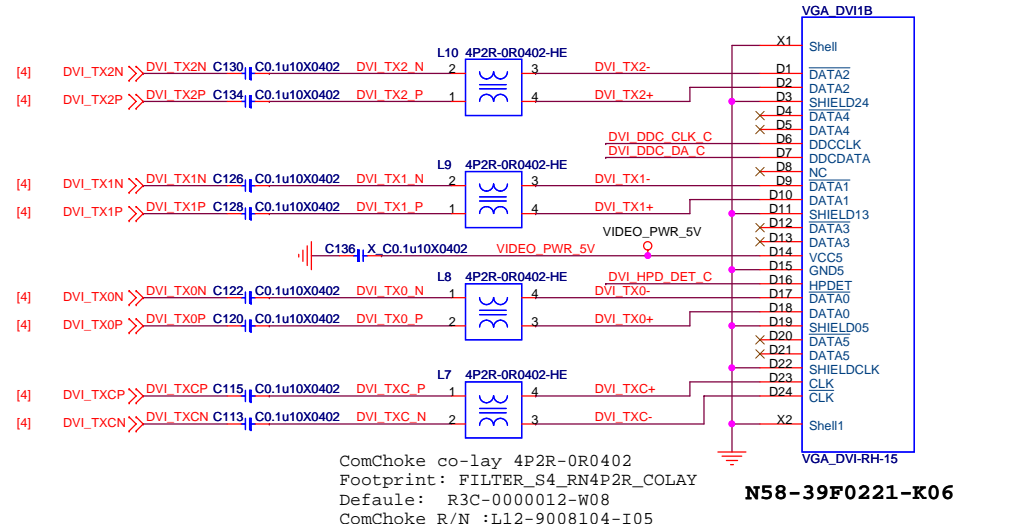 VGA_DVI1B
X1 Shell
L10 4P2R-0R0402-HE
[4] DVI_TX2N DVI_TX2N C130 C0.1u10X0402 DVI_TX2_N 2 3 DVI_TX2- D1 DATA2
[4] DVI_TX2P DVI_TX2P C134 C0.1u10X0402 DVI_TX2_P 1 4 DVI_TX2+ D2 DATA2
D3 SHIELD24
D4 DATA4
D5 DATA4
DVI_DDC_CLK_C D6 DDCCLK
DVI_DDC_DA_C D7 DDCDATA
L9 4P2R-0R0402-HE
D8 NC
[4] DVI_TX1N DVI_TX1N C126 C0.1u10X0402 DVI_TX1_N 2 3 DVI_TX1- D9 DATA1
[4] DVI_TX1P DVI_TX1P C128 C0.1u10X0402 DVI_TX1_P 1 4 DVI_TX1+ D10 DATA1
D11 SHIELD13
D12 DATA3
VIDEO_PWR_5V
D13 DATA3
C136 X_C0.1u10X0402 VIDEO_PWR_5V D14 VCC5
D15 GND5
L8 4P2R-0R0402-HE
DVI_HPD_DET_C D16 HPDET
[4] DVI_TX0N DVI_TX0N C122 C0.1u10X0402 DVI_TX0_N 1 4 DVI_TX0- D17 DATA0
[4] DVI_TX0P DVI_TX0P C120 C0.1u10X0402 DVI_TX0_P 2 3 DVI_TX0+ D18 DATA0
D19 SHIELD05
D20 DATA5
D21 DATA5
D22 SHIELDCLK
L7 4P2R-0R0402-HE
[4] DVI_TXCP DVI_TXCP C115 C0.1u10X0402 DVI_TXC_P 1 4 DVI_TXC+ D23 CLK
[4] DVI_TXCN DVI_TXCN C113 C0.1u10X0402 DVI_TXC_N 2 3 DVI_TXC- D24 CLK
X2 Shell1
VGA_DVI-RH-15
ComChoke co-lay 4P2R-0R0402
Footprint: FILTER_S4_RN4P2R_COLAY
Defaule: R3C-0000012-W08
ComChoke R/N :L12-9008104-I05
N58-39F0221-K06